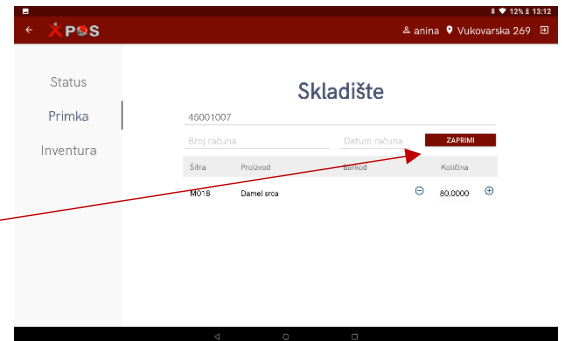 12% 13:12
XPOS anina Vukovarska 269
Status
Primka
Inventura
Skladište
45001007
Broj računa Datum računa ZAPRIMI
Šifra Proizvod Barkod Količina
M018 Damel srca 80,0000